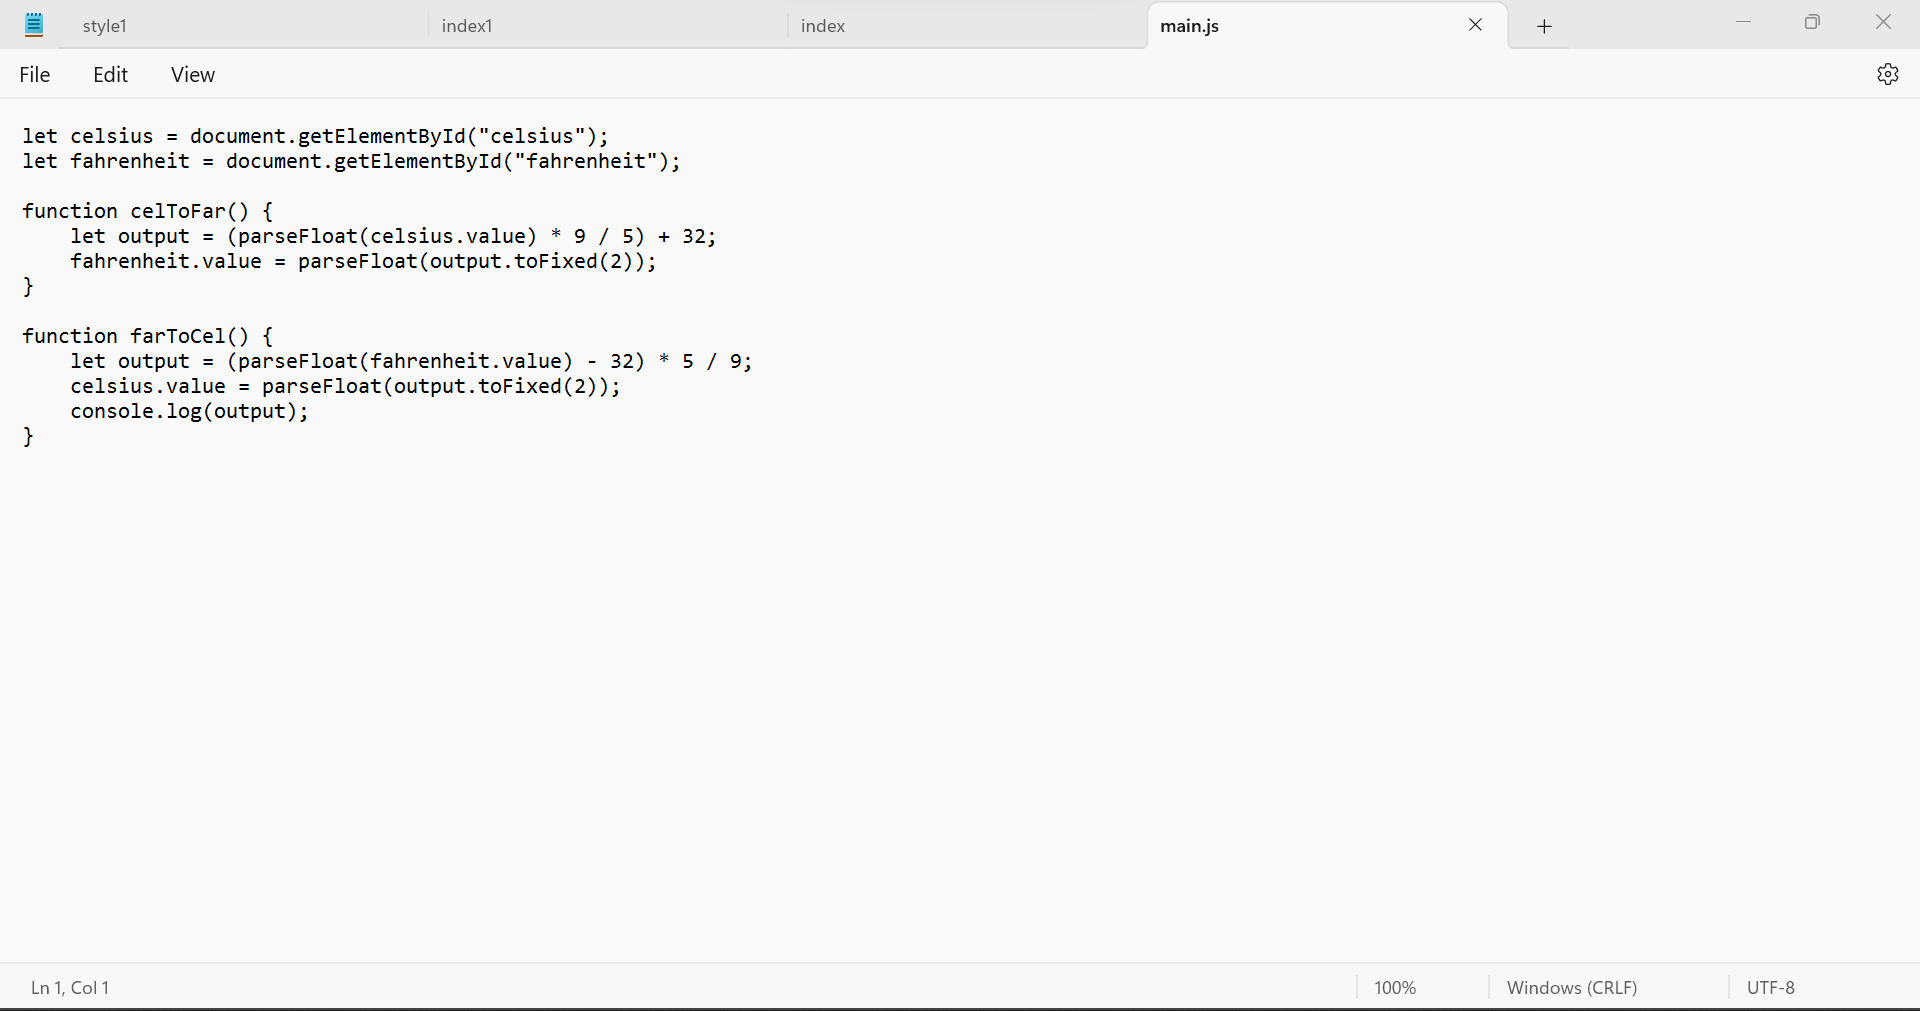 style1
index1
index
main.js
File
Edit
View
let celsius = document.getElementById("celsius");
let fahrenheit = document.getElementById("fahrenheit");
function celToFar() {
    let output = (parseFloat(celsius.value) * 9 / 5) + 32;
    fahrenheit.value = parseFloat(output.toFixed(2));
}
function farToCel() {
    let output = (parseFloat(fahrenheit.value) - 32) * 5 / 9;
    celsius.value = parseFloat(output.toFixed(2));
    console.log(output);
}
Ln 1, Col 1
100%
Windows (CRLF)
UTF-8